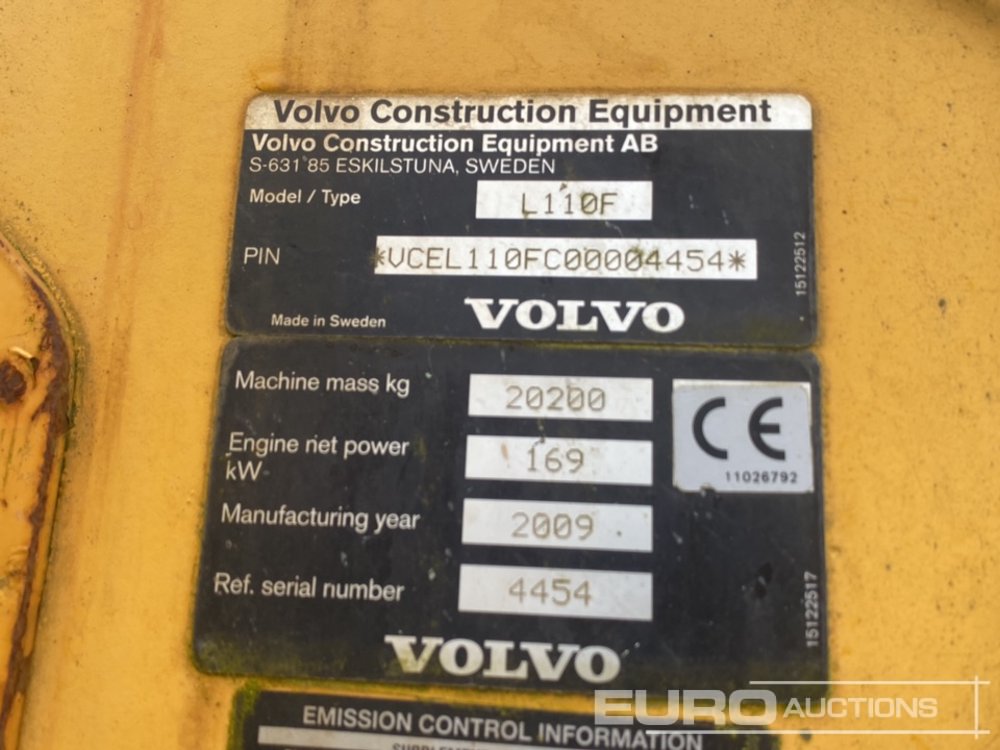 Volvo Construction Equipment
Volvo Construction Equipment AB
S-631 85 ESKILSTUNA, SWEDEN
Model / Type L110F
PIN *VCEL110FC00004454*
15122512
Made in Sweden VOLVO
Machine mass kg 20200
CE
11026792
Engine net power
kW 169
Manufacturing year 2009
Ref. serial number 4454
15122517
VOLVO
EMISSION CONTROL INFORMATION
EURO AUCTIONS